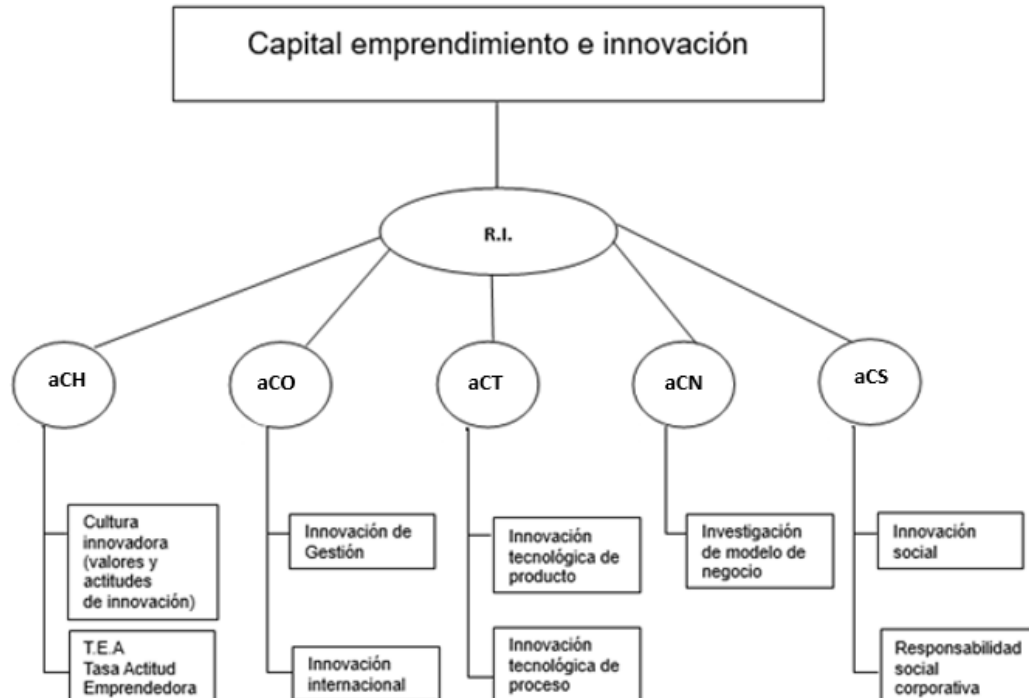 Capital emprendimiento e innovación
R.I.
aCH
aCO
aCT
aCN
aCS
Cultura
innovadora
(valores y
actitudes
de innovación)
T.E.A
Tasa Actitud
Emprendedora
Innovación de
Gestión
Innovación
internacional
Innovación
tecnológica de
producto
Innovación
tecnológica de
proceso
Investigación
de modelo de
negocio
Innovación
social
Responsabilidad
social
corporativa